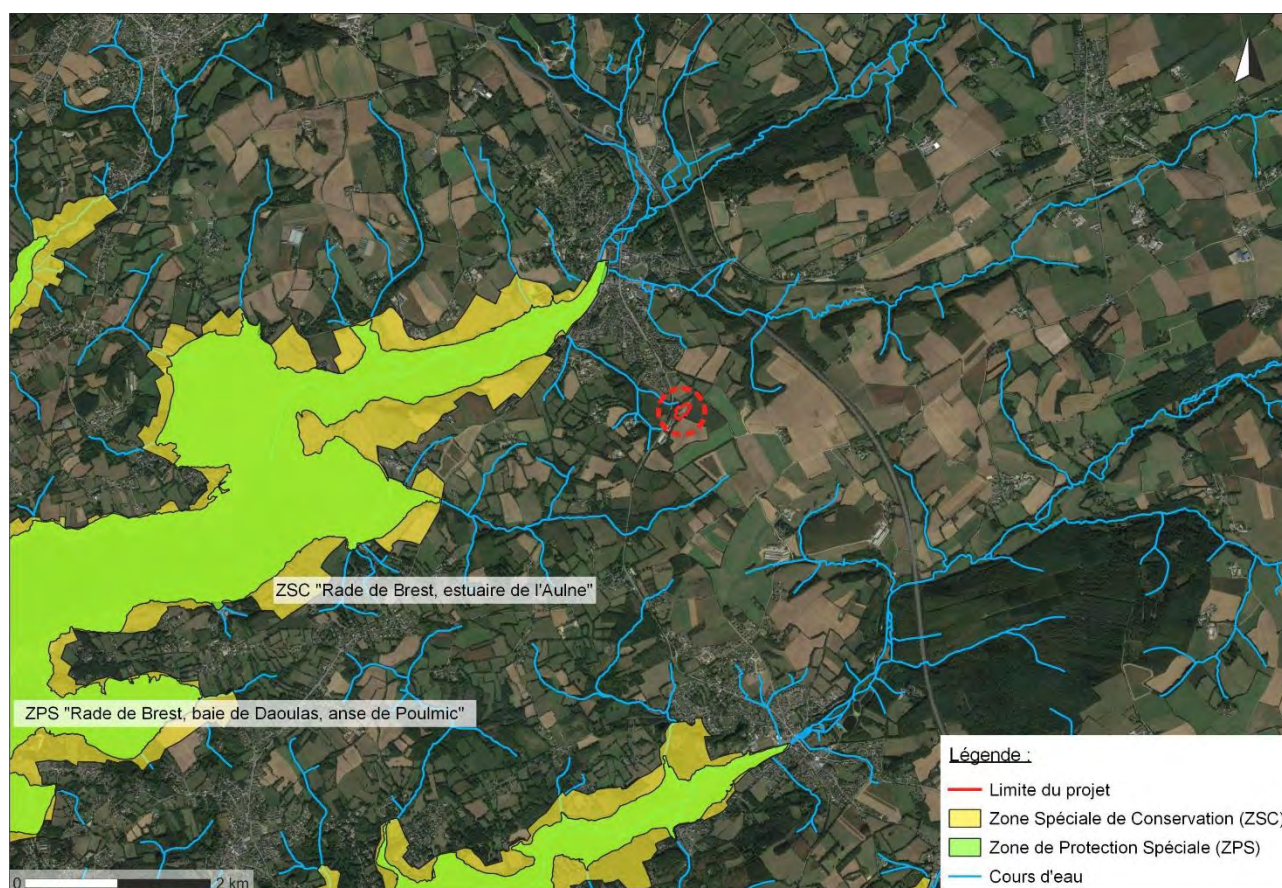 ZSC "Rade de Brest, estuaire de l'Aulne"
ZPS "Rade de Brest, baie de Daoulas, anse de Poulmic"
Légende :
Limite du projet
Zone Spéciale de Conservation (ZSC)
Zone de Protection Spéciale (ZPS)
Cours d'eau
0 2 km